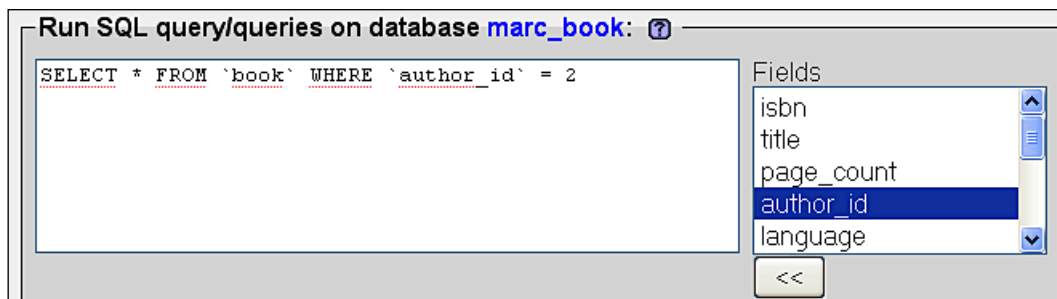 Run SQL query/queries on database marc_book: ?
SELECT * FROM `book` WHERE `author_id` = 2
Fields
isbn
title
page_count
author_id
language
<<